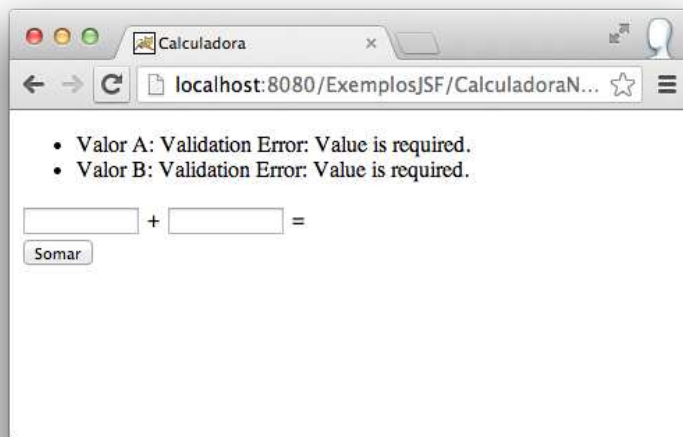 Calculadora
localhost:8080/ExemplosJSF/CalculadoraN...
• Valor A: Validation Error: Value is required.
• Valor B: Validation Error: Value is required.
+ =
Somar